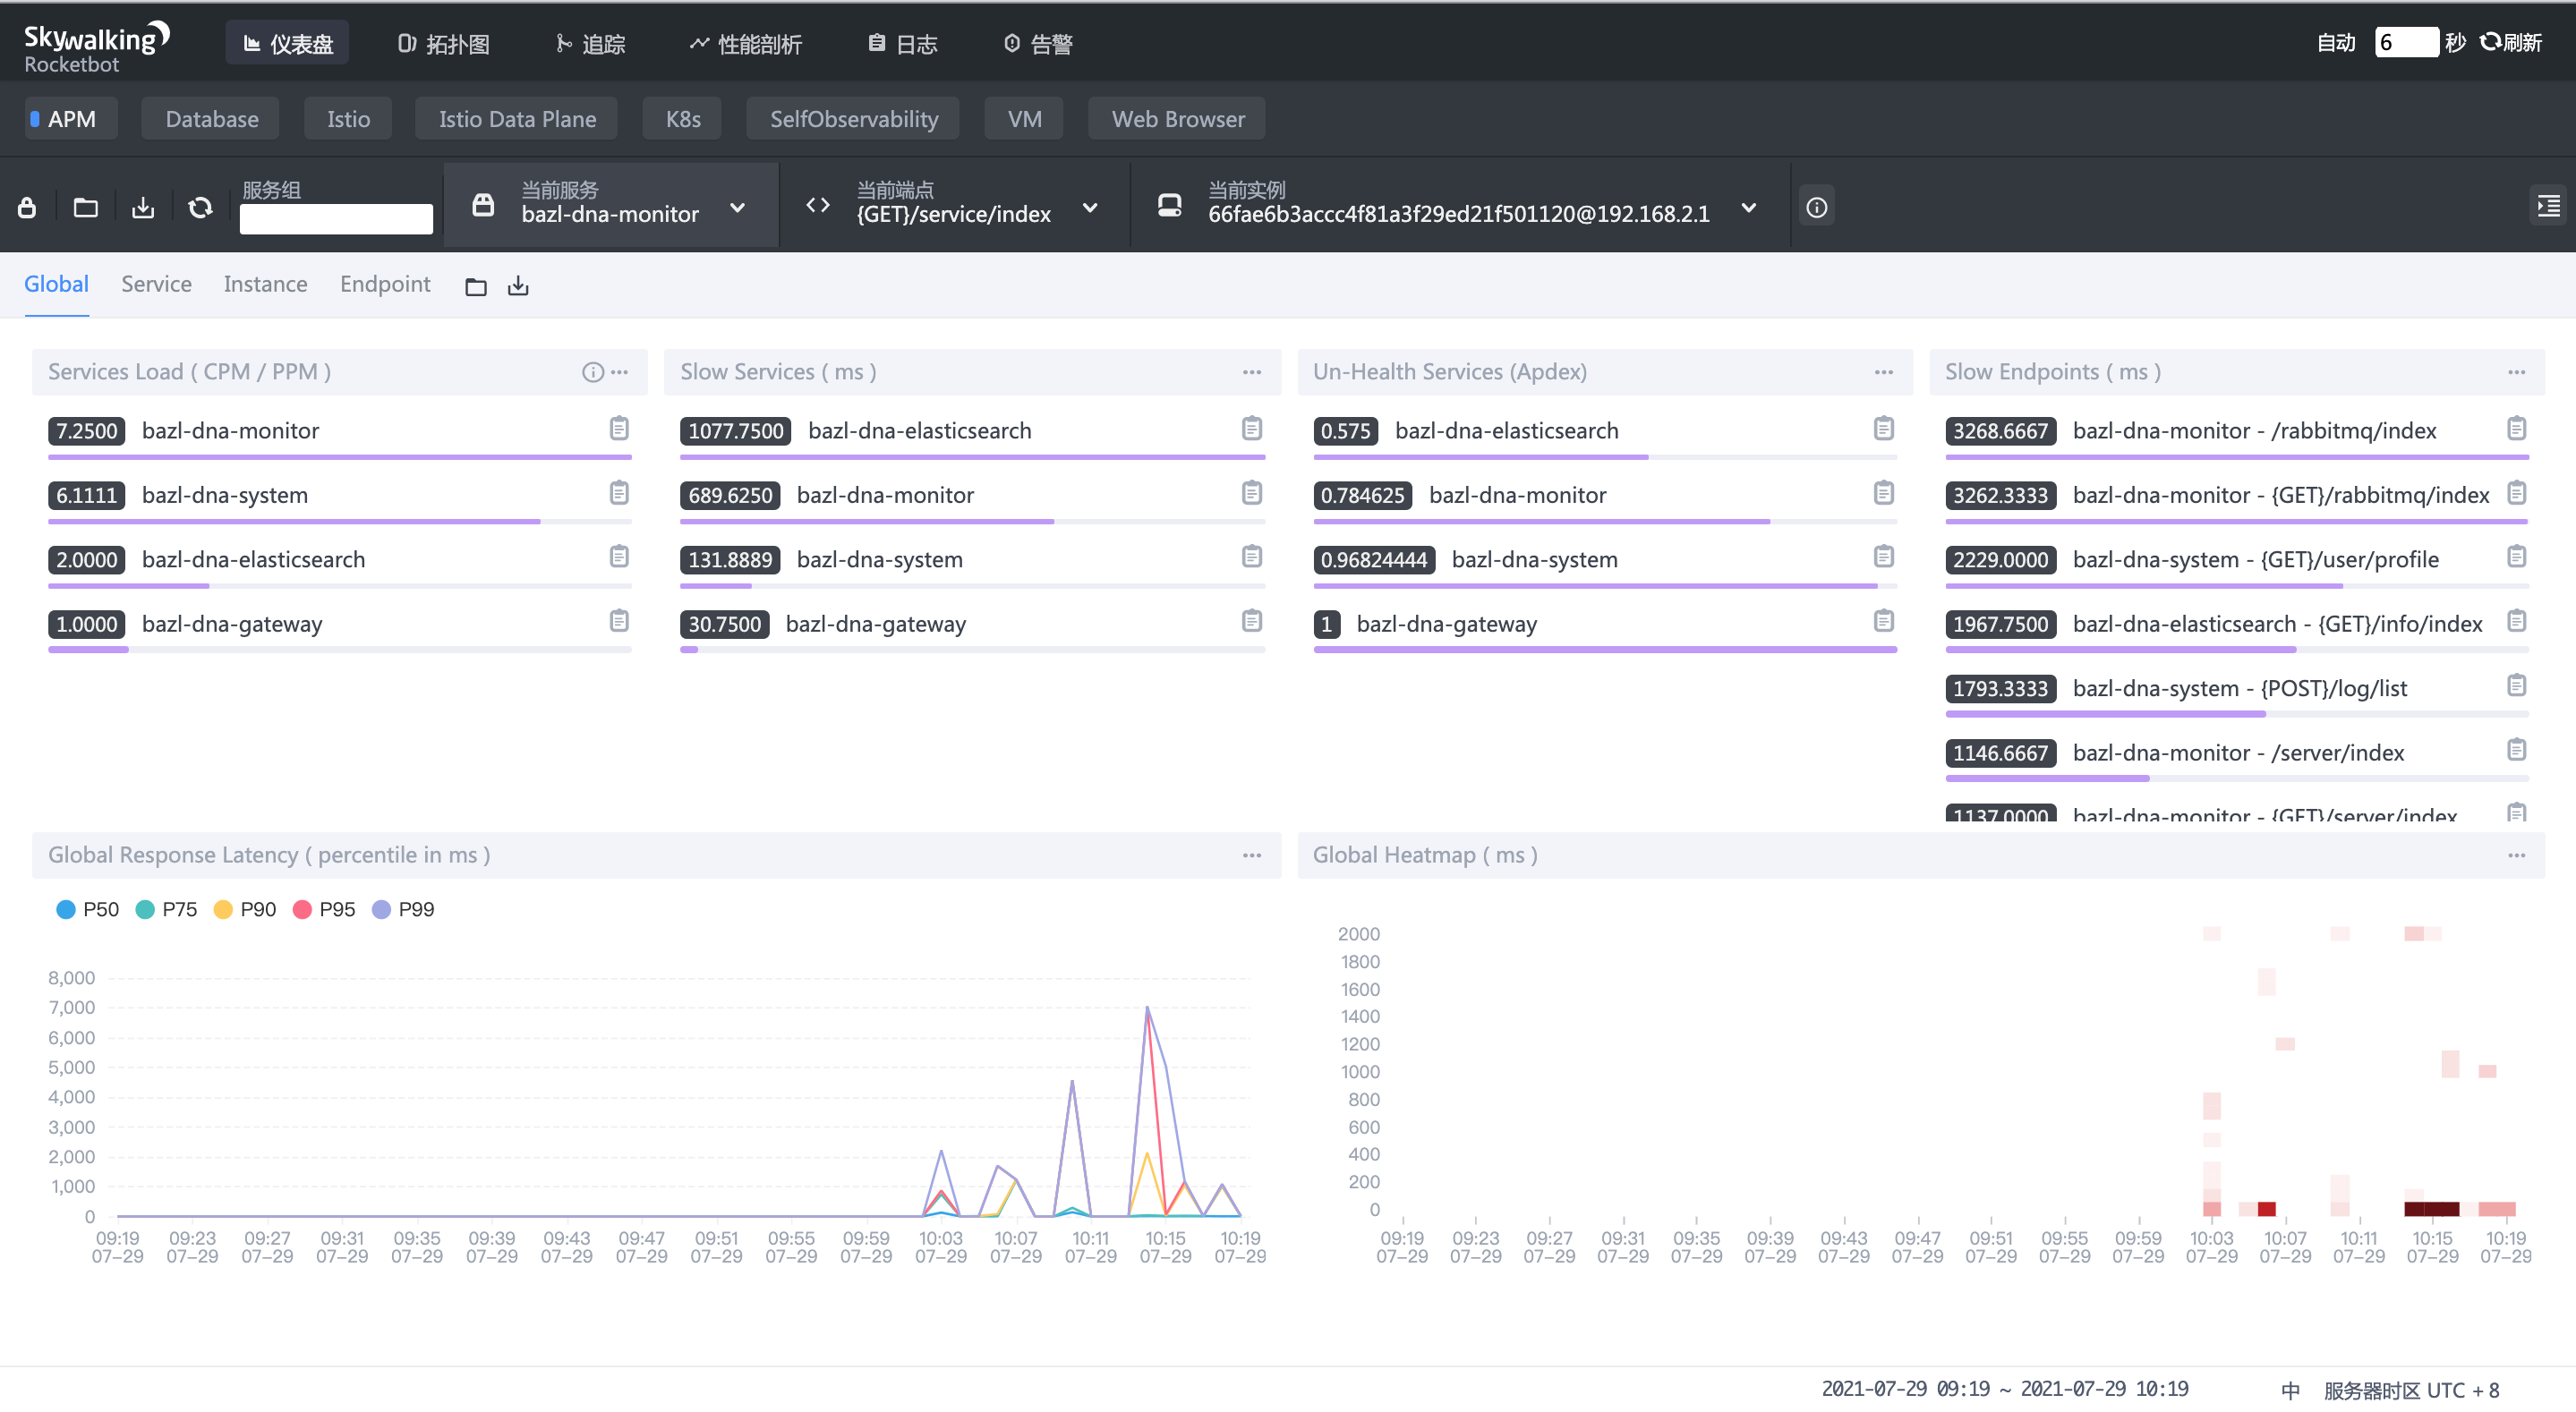 Skywalking
Rocketbot
仪表盘 拓扑图 追踪 性能剖析 日志 告警 自动 6 秒 刷新
APM Database Istio Istio Data Plane K8s SelfObservability VM Web Browser
服务组 当前服务 当前端点 当前实例
bazl-dna-monitor {GET}/service/index 66fae6b3accc4f81a3f29ed21f501120@192.168.2.1
Global Service Instance Endpoint
Services Load ( CPM / PPM )
7.2500 bazl-dna-monitor
6.1111 bazl-dna-system
2.0000 bazl-dna-elasticsearch
1.0000 bazl-dna-gateway
Slow Services ( ms )
1077.7500 bazl-dna-elasticsearch
689.6250 bazl-dna-monitor
131.8889 bazl-dna-system
30.7500 bazl-dna-gateway
Un-Health Services (Apdex)
0.575 bazl-dna-elasticsearch
0.784625 bazl-dna-monitor
0.96824444 bazl-dna-system
1 bazl-dna-gateway
Slow Endpoints ( ms )
3268.6667 bazl-dna-monitor - /rabbitmq/index
3262.3333 bazl-dna-monitor - {GET}/rabbitmq/index
2229.0000 bazl-dna-system - {GET}/user/profile
1967.7500 bazl-dna-elasticsearch - {GET}/info/index
1793.3333 bazl-dna-system - {POST}/log/list
1146.6667 bazl-dna-monitor - /server/index
1137.0000 bazl-dna-monitor - {GET}/server/index
Global Response Latency ( percentile in ms )
P50 P75 P90 P95 P99
8,000
7,000
6,000
5,000
4,000
3,000
2,000
1,000
0
09:19 09:23 09:27 09:31 09:35 09:39 09:43 09:47 09:51 09:55 09:59 10:03 10:07 10:11 10:15 10:19
07-29 07-29 07-29 07-29 07-29 07-29 07-29 07-29 07-29 07-29 07-29 07-29 07-29 07-29 07-29 07-29
Global Heatmap ( ms )
2000
1800
1600
1400
1200
1000
800
600
400
200
0
09:19 09:23 09:27 09:31 09:35 09:39 09:43 09:47 09:51 09:55 09:59 10:03 10:07 10:11 10:15 10:19
07-29 07-29 07-29 07-29 07-29 07-29 07-29 07-29 07-29 07-29 07-29 07-29 07-29 07-29 07-29 07-29
2021-07-29 09:19 ~ 2021-07-29 10:19 中 服务器时区 UTC + 8